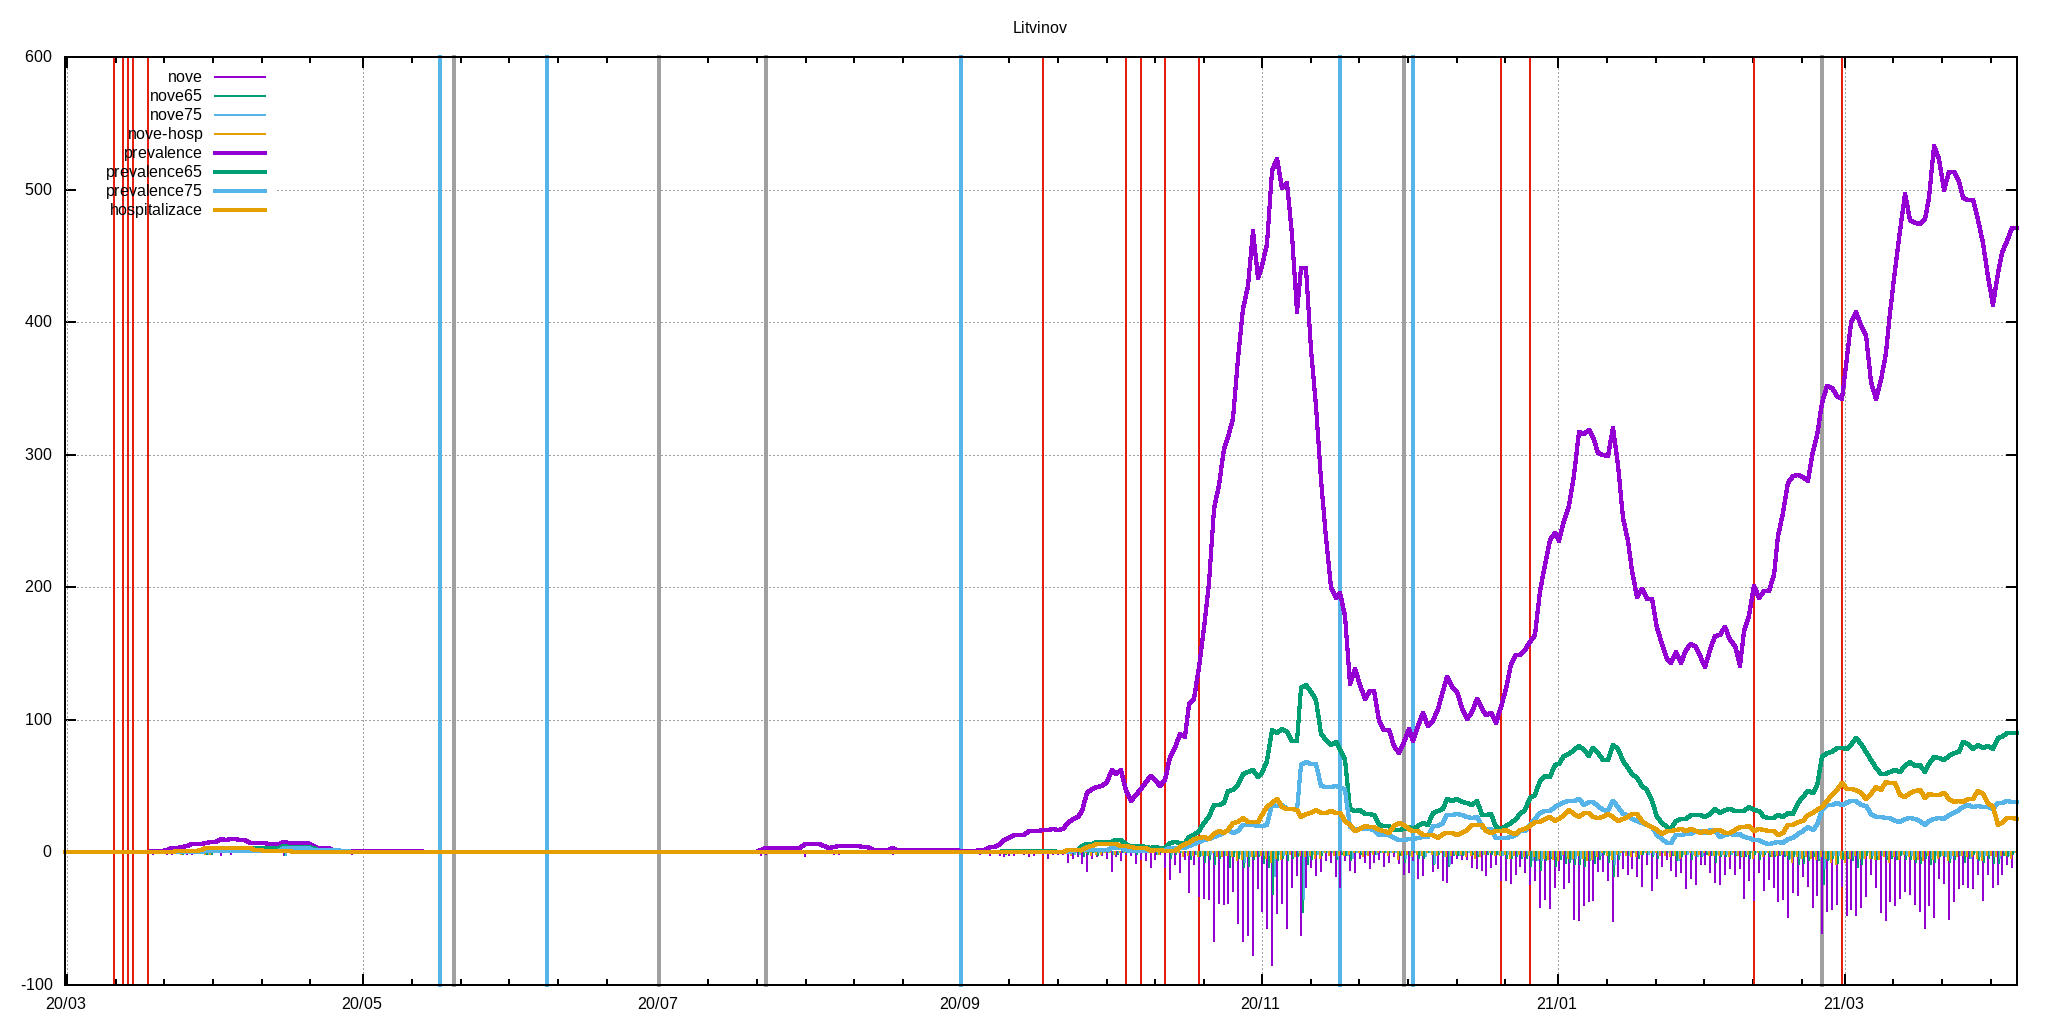 Litvinov
600
nove
nove65
nove75
nove-hosp
prevalence
prevalence65
prevalence75
hospitalizace
500
400
300
200
100
0
-100
20/03 20/05 20/07 20/09 20/11 21/01 21/03